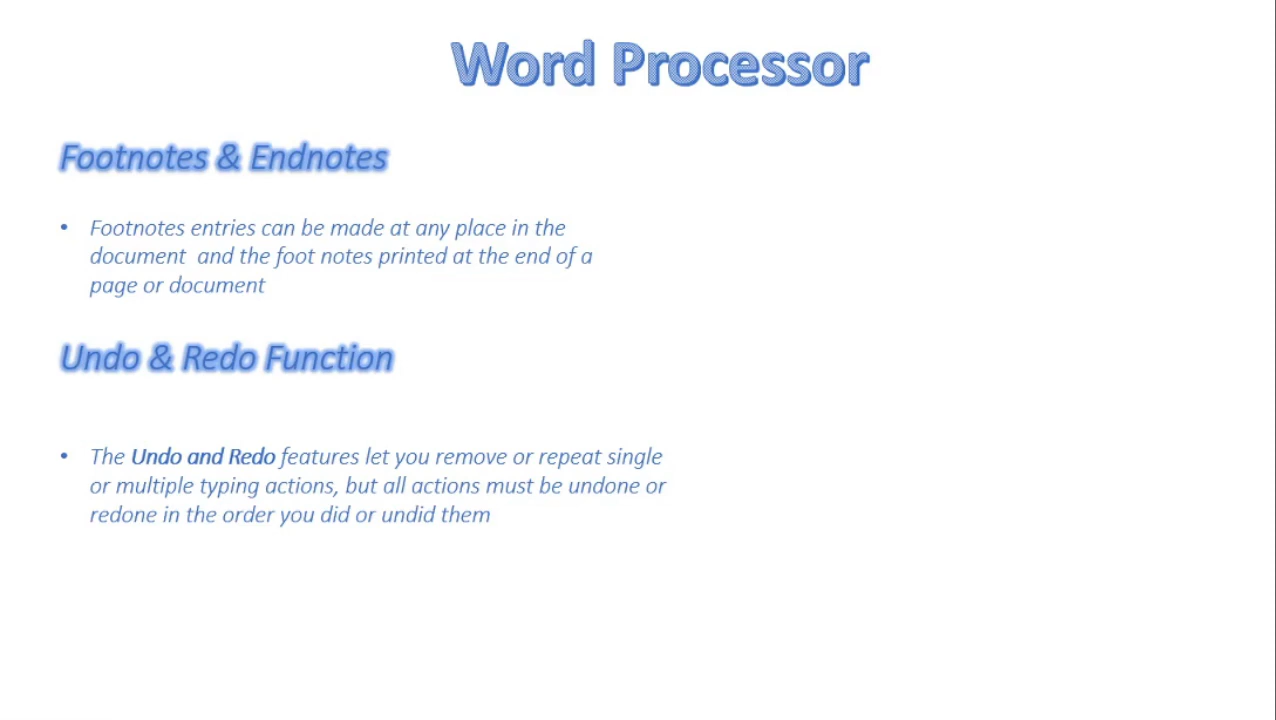 Word Processor
Footnotes & Endnotes
• Footnotes entries can be made at any place in the
document  and the foot notes printed at the end of a
page or document
Undo & Redo Function
• The Undo and Redo features let you remove or repeat single
or multiple typing actions, but all actions must be undone or
redone in the order you did or undid them